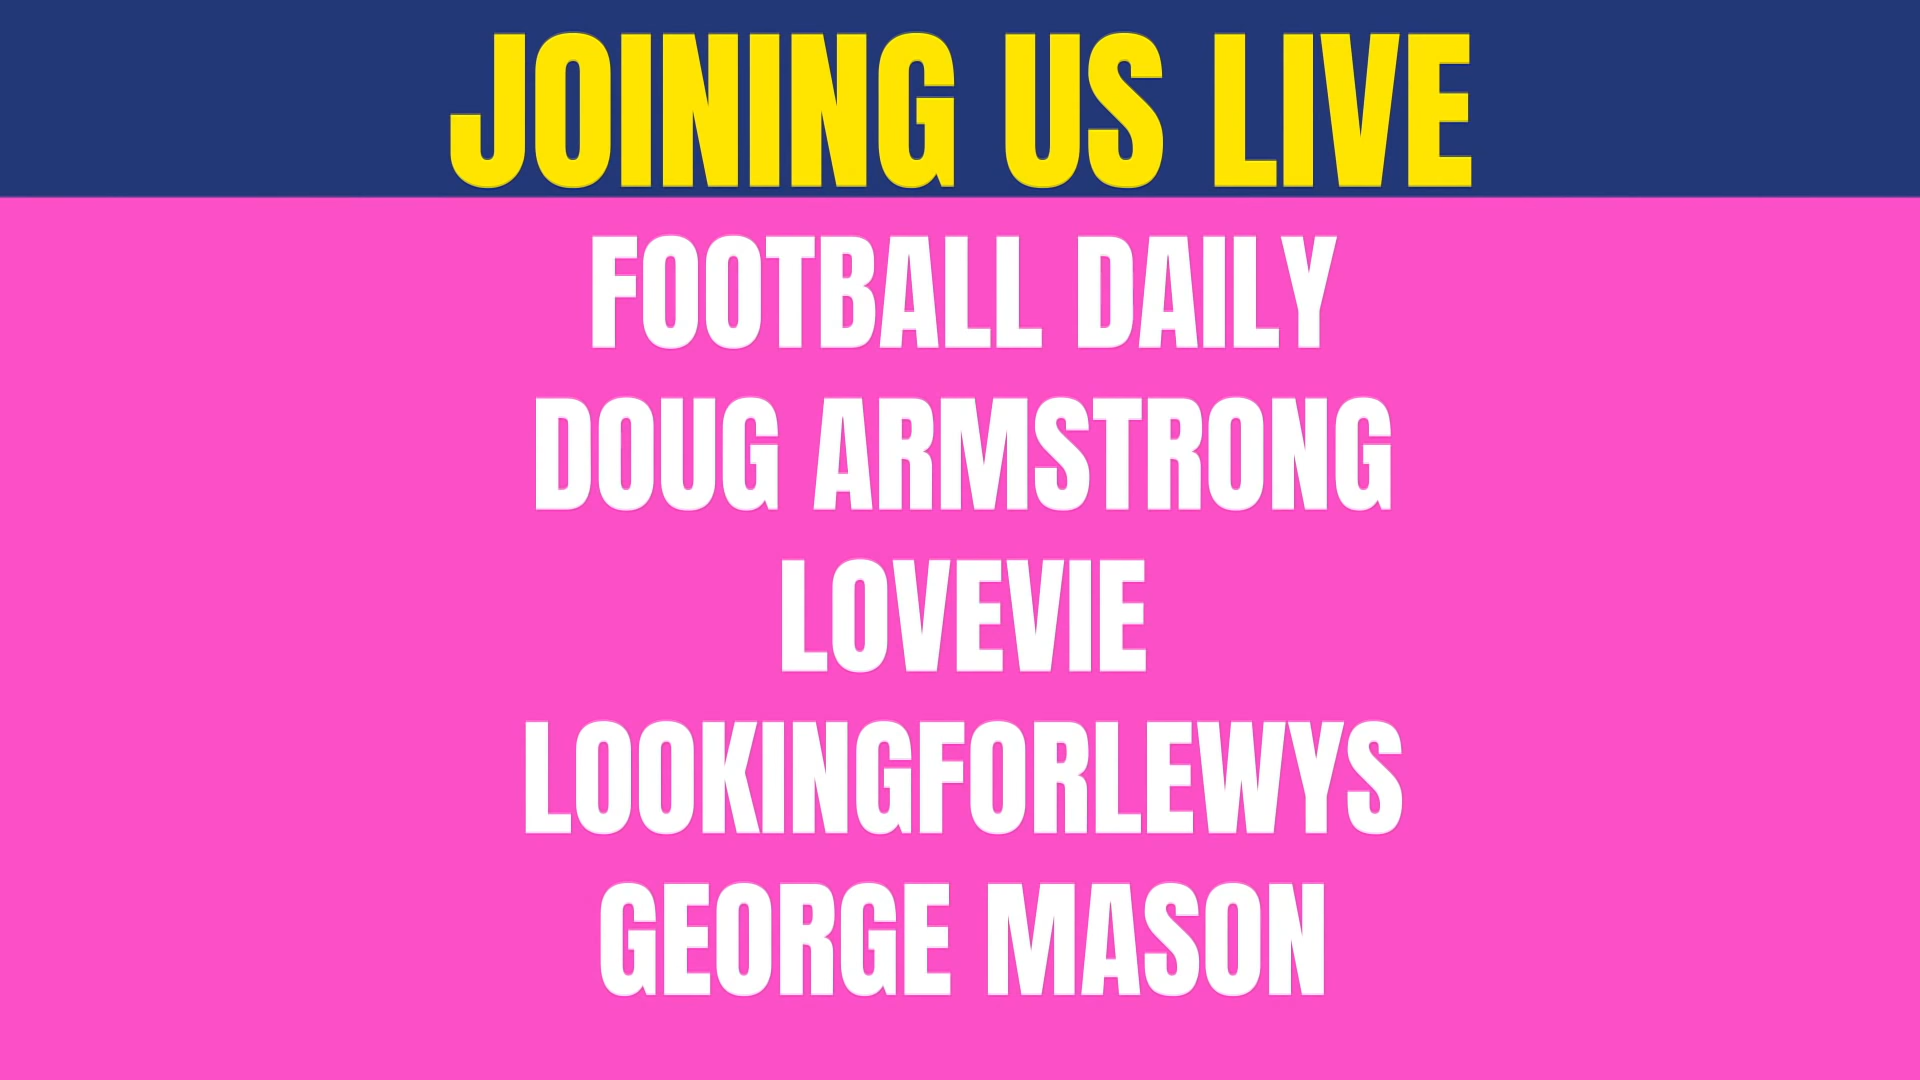 JOINING US LIVE
FOOTBALL DAILY
DOUG ARMSTRONG
LOVEVIE
LOOKINGFORLEWYS
GEORGE MASON